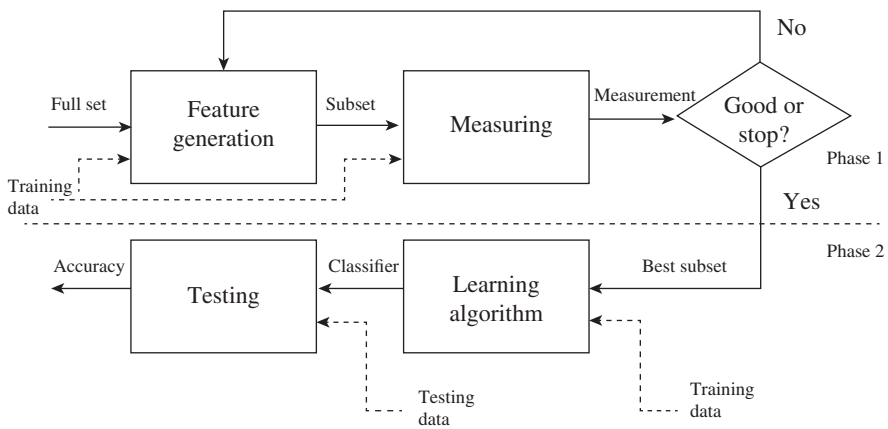 No
Full set
Feature
generation
Subset
Measuring
Measurement
Good or
stop?
Phase 1
Training
data
Yes
Phase 2
Accuracy
Testing
Classifier
Learning
algorithm
Best subset
Testing
data
Training
data